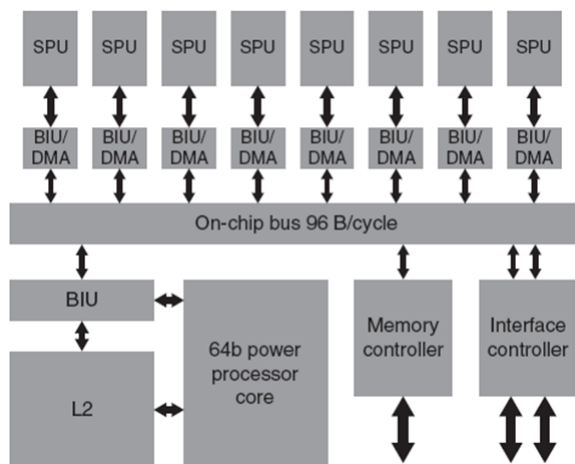 SPU SPU SPU SPU SPU SPU SPU SPU
BIU/ BIU/ BIU/ BIU/ BIU/ BIU/ BIU/ BIU/
DMA DMA DMA DMA DMA DMA DMA DMA
On-chip bus 96 B/cycle
BIU
L2
64b power
processor
core
Memory
controller
Interface
controller